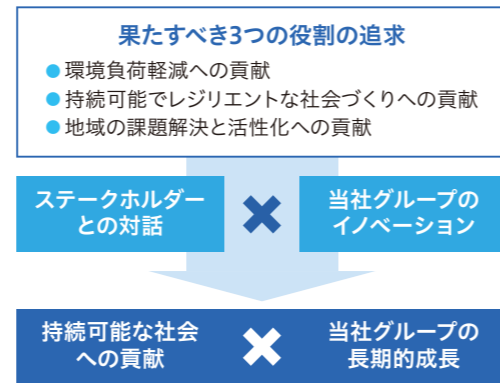 果たすべき3つの役割の追求
●環境負荷軽減への貢献
●持続可能でレジリエントな社会づくりへの貢献
●地域の課題解決と活性化への貢献
ステークホルダー
との対話
×
当社グループの
イノベーション
持続可能な社会
への貢献
×
当社グループの
長期的成長